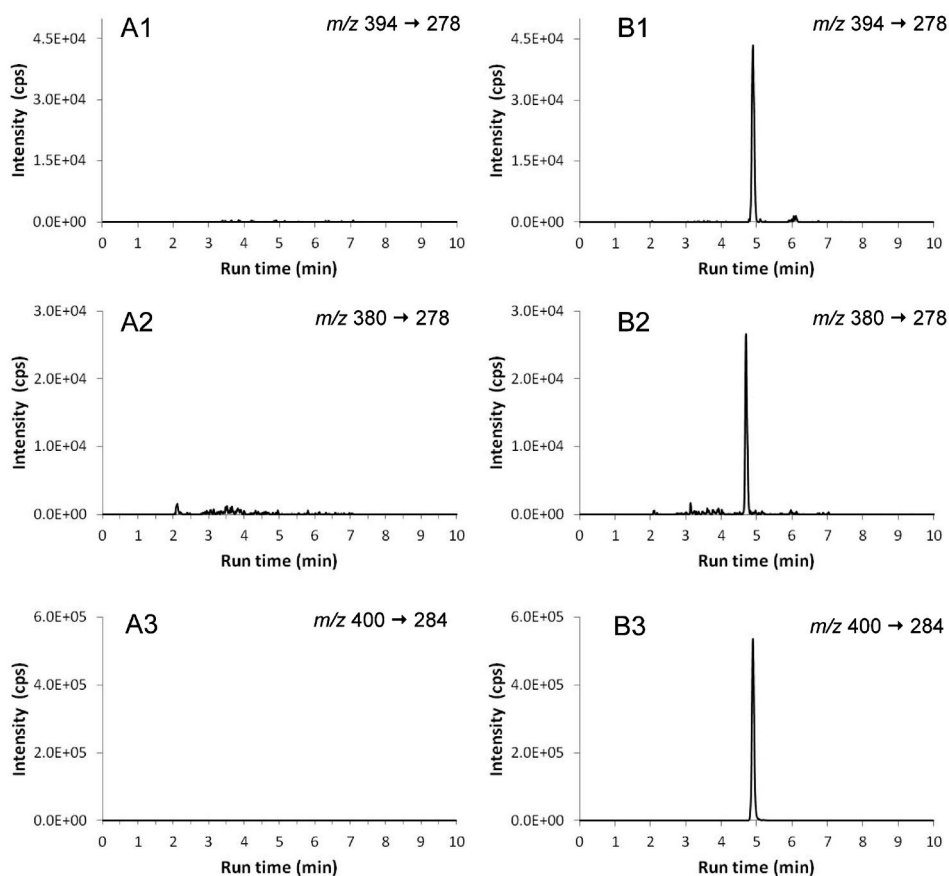 A1
m/z 394 → 278
Intensity (cps)
4.5E+04
3.0E+04
1.5E+04
0.0E+00
0 1 2 3 4 5 6 7 8 9 10
Run time (min)
B1
m/z 394 → 278
Intensity (cps)
4.5E+04
3.0E+04
1.5E+04
0.0E+00
0 1 2 3 4 5 6 7 8 9 10
Run time (min)
A2
m/z 380 → 278
Intensity (cps)
3.0E+04
2.0E+04
1.0E+04
0.0E+00
0 1 2 3 4 5 6 7 8 9 10
Run time (min)
B2
m/z 380 → 278
Intensity (cps)
3.0E+04
2.0E+04
1.0E+04
0.0E+00
0 1 2 3 4 5 6 7 8 9 10
Run time (min)
A3
m/z 400 → 284
Intensity (cps)
6.0E+05
4.0E+05
2.0E+05
0.0E+00
0 1 2 3 4 5 6 7 8 9 10
Run time (min)
B3
m/z 400 → 284
Intensity (cps)
6.0E+05
4.0E+05
2.0E+05
0.0E+00
0 1 2 3 4 5 6 7 8 9 10
Run time (min)